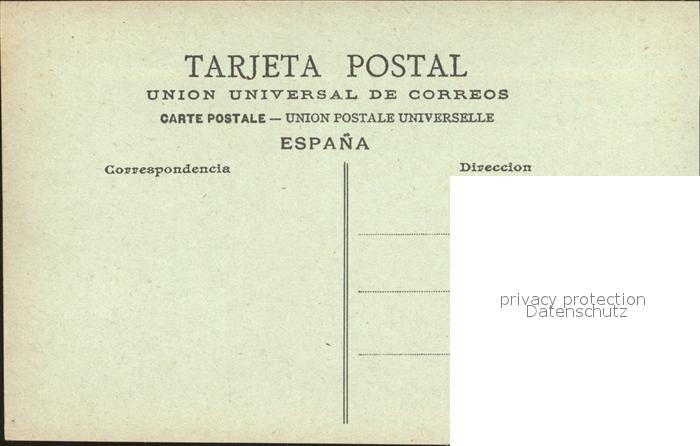 TARJETA POSTAL
UNION UNIVERSAL DE CORREOS
CARTE POSTALE — UNION POSTALE UNIVERSELLE
ESPAÑA
Correspondencia
Direccion
privacy protection
Datenschutz